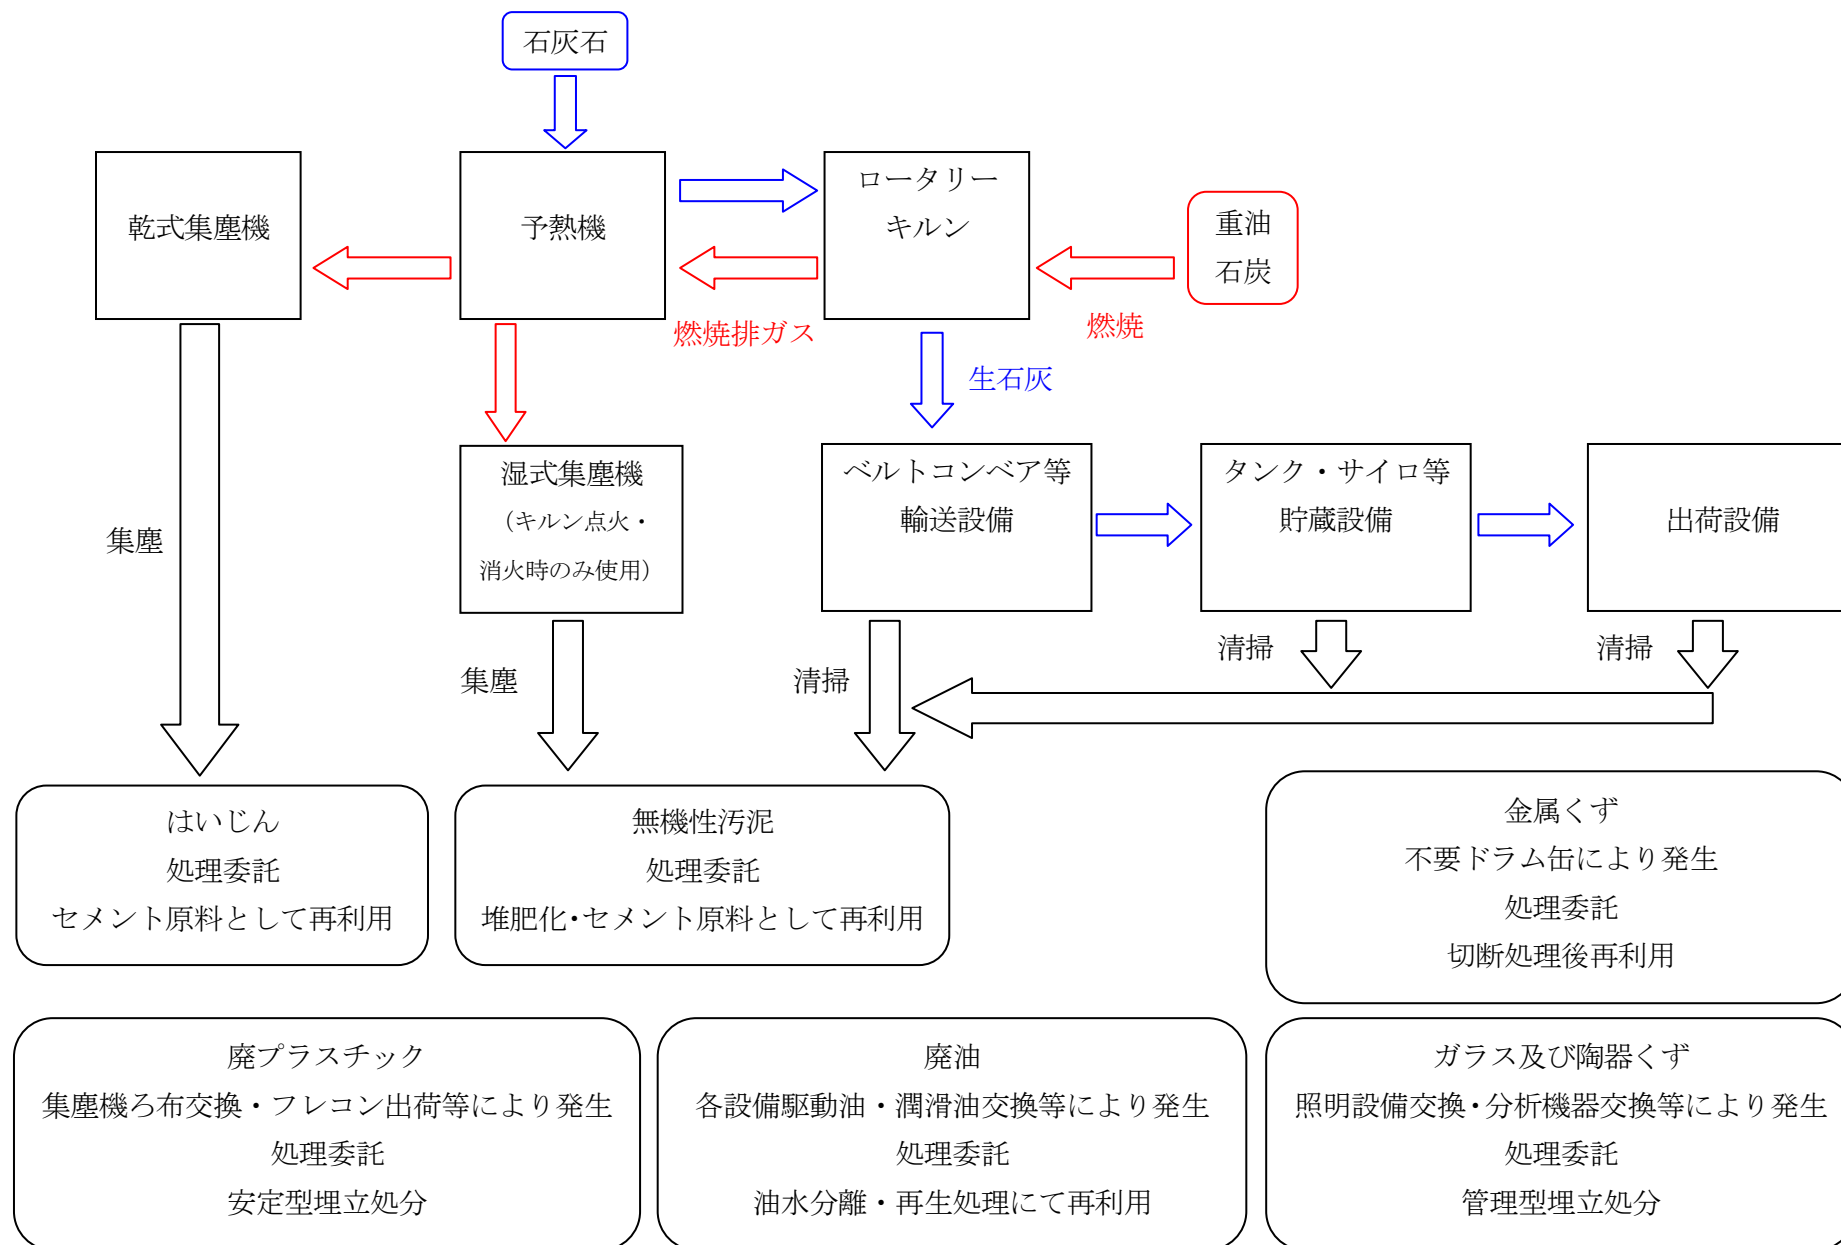 石灰石
乾式集塵機
予熱機
ロータリー
キルン
重油
石炭
燃焼排ガス
燃焼
生石灰
湿式集塵機
（キルン点火・
消火時のみ使用）
ベルトコンベア等
輸送設備
タンク・サイロ等
貯蔵設備
出荷設備
集塵
集塵
清掃
清掃
清掃
はいじん
処理委託
セメント原料として再利用
無機性汚泥
処理委託
堆肥化・セメント原料として再利用
金属くず
不要ドラム缶により発生
処理委託
切断処理後再利用
廃プラスチック
集塵機ろ布交換・フレコン出荷等により発生
処理委託
安定型埋立処分
廃油
各設備駆動油・潤滑油交換等により発生
処理委託
油水分離・再生処理にて再利用
ガラス及び陶器くず
照明設備交換・分析機器交換等により発生
処理委託
管理型埋立処分